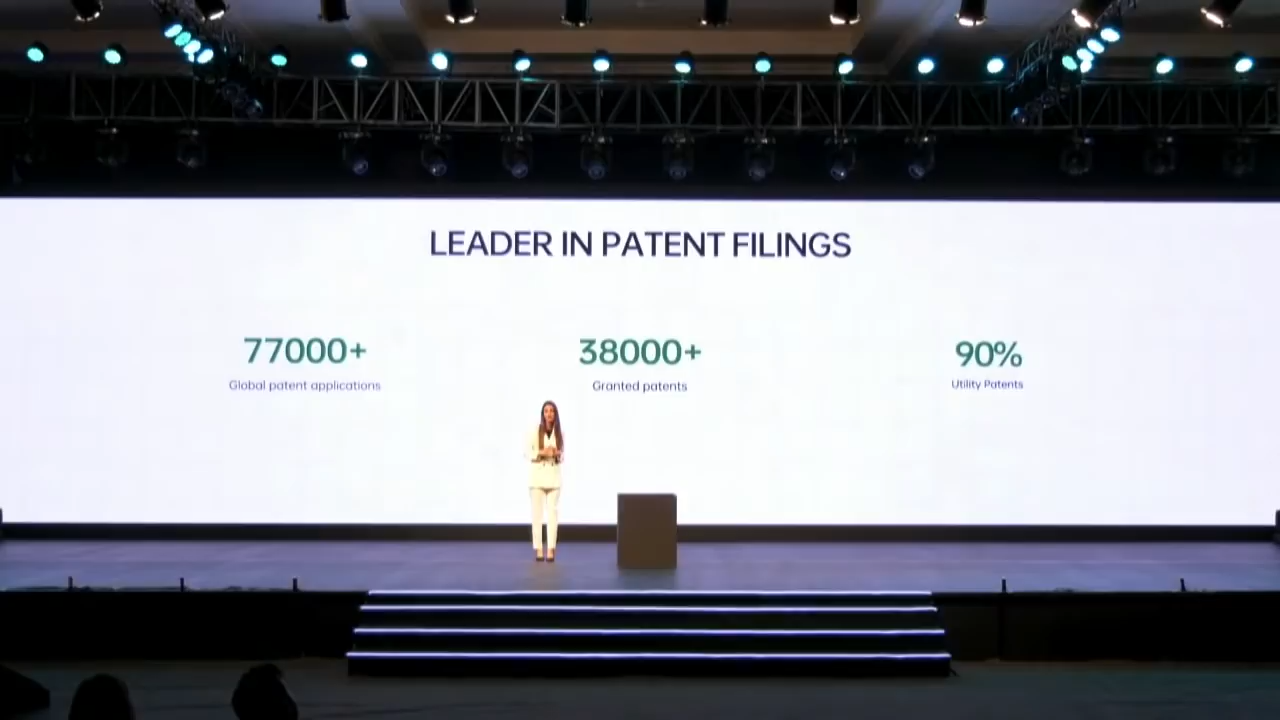 LEADER IN PATENT FILINGS
77000+
Global patent applications
38000+
Granted patents
90%
Utility Patents